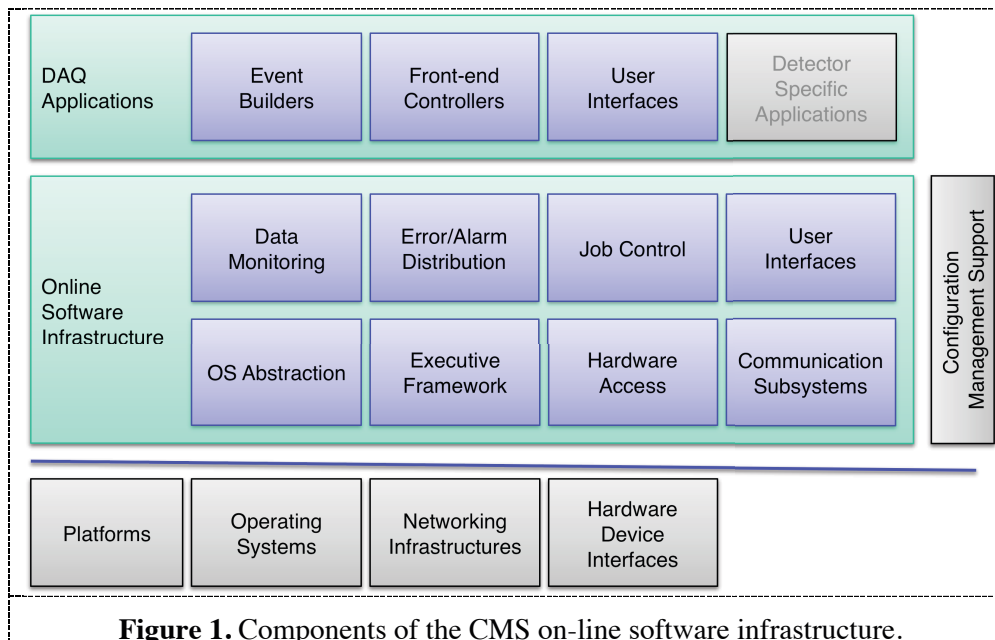 DAQ
Applications
Event
Builders
Front-end
Controllers
User
Interfaces
Detector
Specific
Applications
Online
Software
Infrastructure
Data
Monitoring
Error/Alarm
Distribution
Job Control
User
Interfaces
OS Abstraction
Executive
Framework
Hardware
Access
Communication
Subsystems
Configuration
Management Support
Platforms
Operating
Systems
Networking
Infrastructures
Hardware
Device
Interfaces
Figure 1. Components of the CMS on-line software infrastructure.